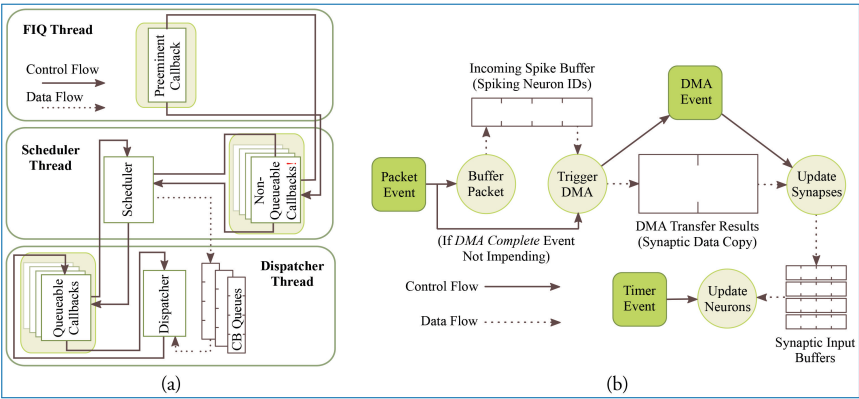 FIQ Thread
Preeminent
Callback
Control Flow
Data Flow
Scheduler
Thread
Scheduler
Non-
Queueable
Callbacks!
Dispatcher
Thread
Queueable
Callbacks
Dispatcher
CB Queues
(a)
Incoming Spike Buffer
(Spiking Neuron IDs)
DMA
Event
Packet
Event
Buffer
Packet
Trigger
DMA
Update
Synapses
(If DMA Complete Event
Not Impending)
DMA Transfer Results
(Synaptic Data Copy)
Control Flow
Data Flow
Timer
Event
Update
Neurons
Synaptic Input
Buffers
(b)